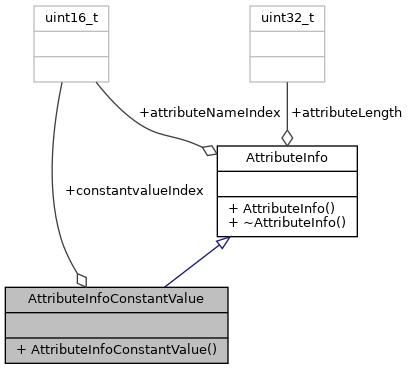 uint16_t
uint32_t
+attributeNameIndex
+attributeLength
AttributeInfo
+constantvalueIndex
+ AttributeInfo()
+ ~AttributeInfo()
AttributeInfoConstantValue
+ AttributeInfoConstantValue()